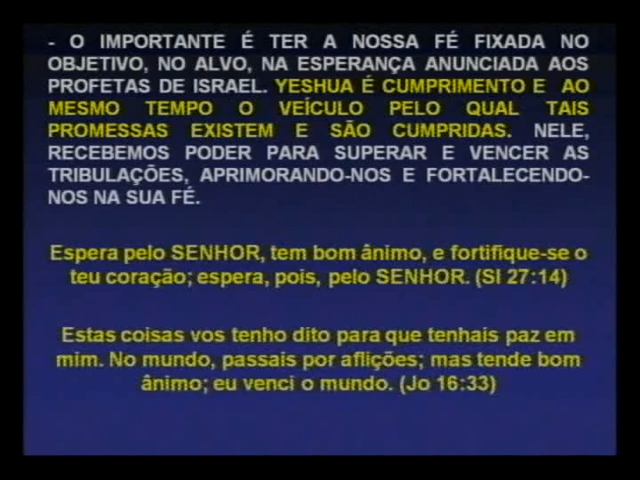 - O IMPORTANTE É TER A NOSSA FÉ FIXADA NO
OBJETIVO, NO ALVO, NA ESPERANÇA ANUNCIADA AOS
PROFETAS DE ISRAEL. YESHUA É CUMPRIMENTO E AO
MESMO TEMPO O VEÍCULO PELO QUAL TAIS
PROMESSAS EXISTEM E SÃO CUMPRIDAS. NELE,
RECEBEMOS PODER PARA SUPERAR E VENCER AS
TRIBULAÇÕES, APRIMORANDO-NOS E FORTALECENDO-
NOS NA SUA FÉ.
Espera pelo SENHOR, tem bom ânimo, e fortifique-se o
teu coração; espera, pois, pelo SENHOR. (Sl 27:14)
Estas coisas vos tenho dito para que tenhais paz em
mim. No mundo, passais por aflições; mas tende bom
ânimo; eu venci o mundo. (Jo 16:33)